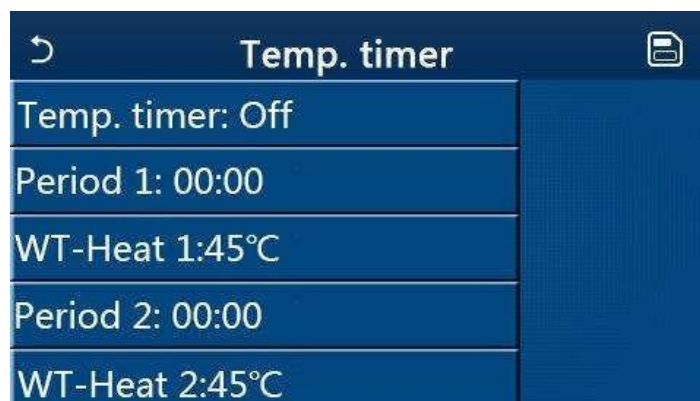 Temp. timer
Temp. timer: Off
Period 1: 00:00
WT-Heat 1:45℃
Period 2: 00:00
WT-Heat 2:45℃